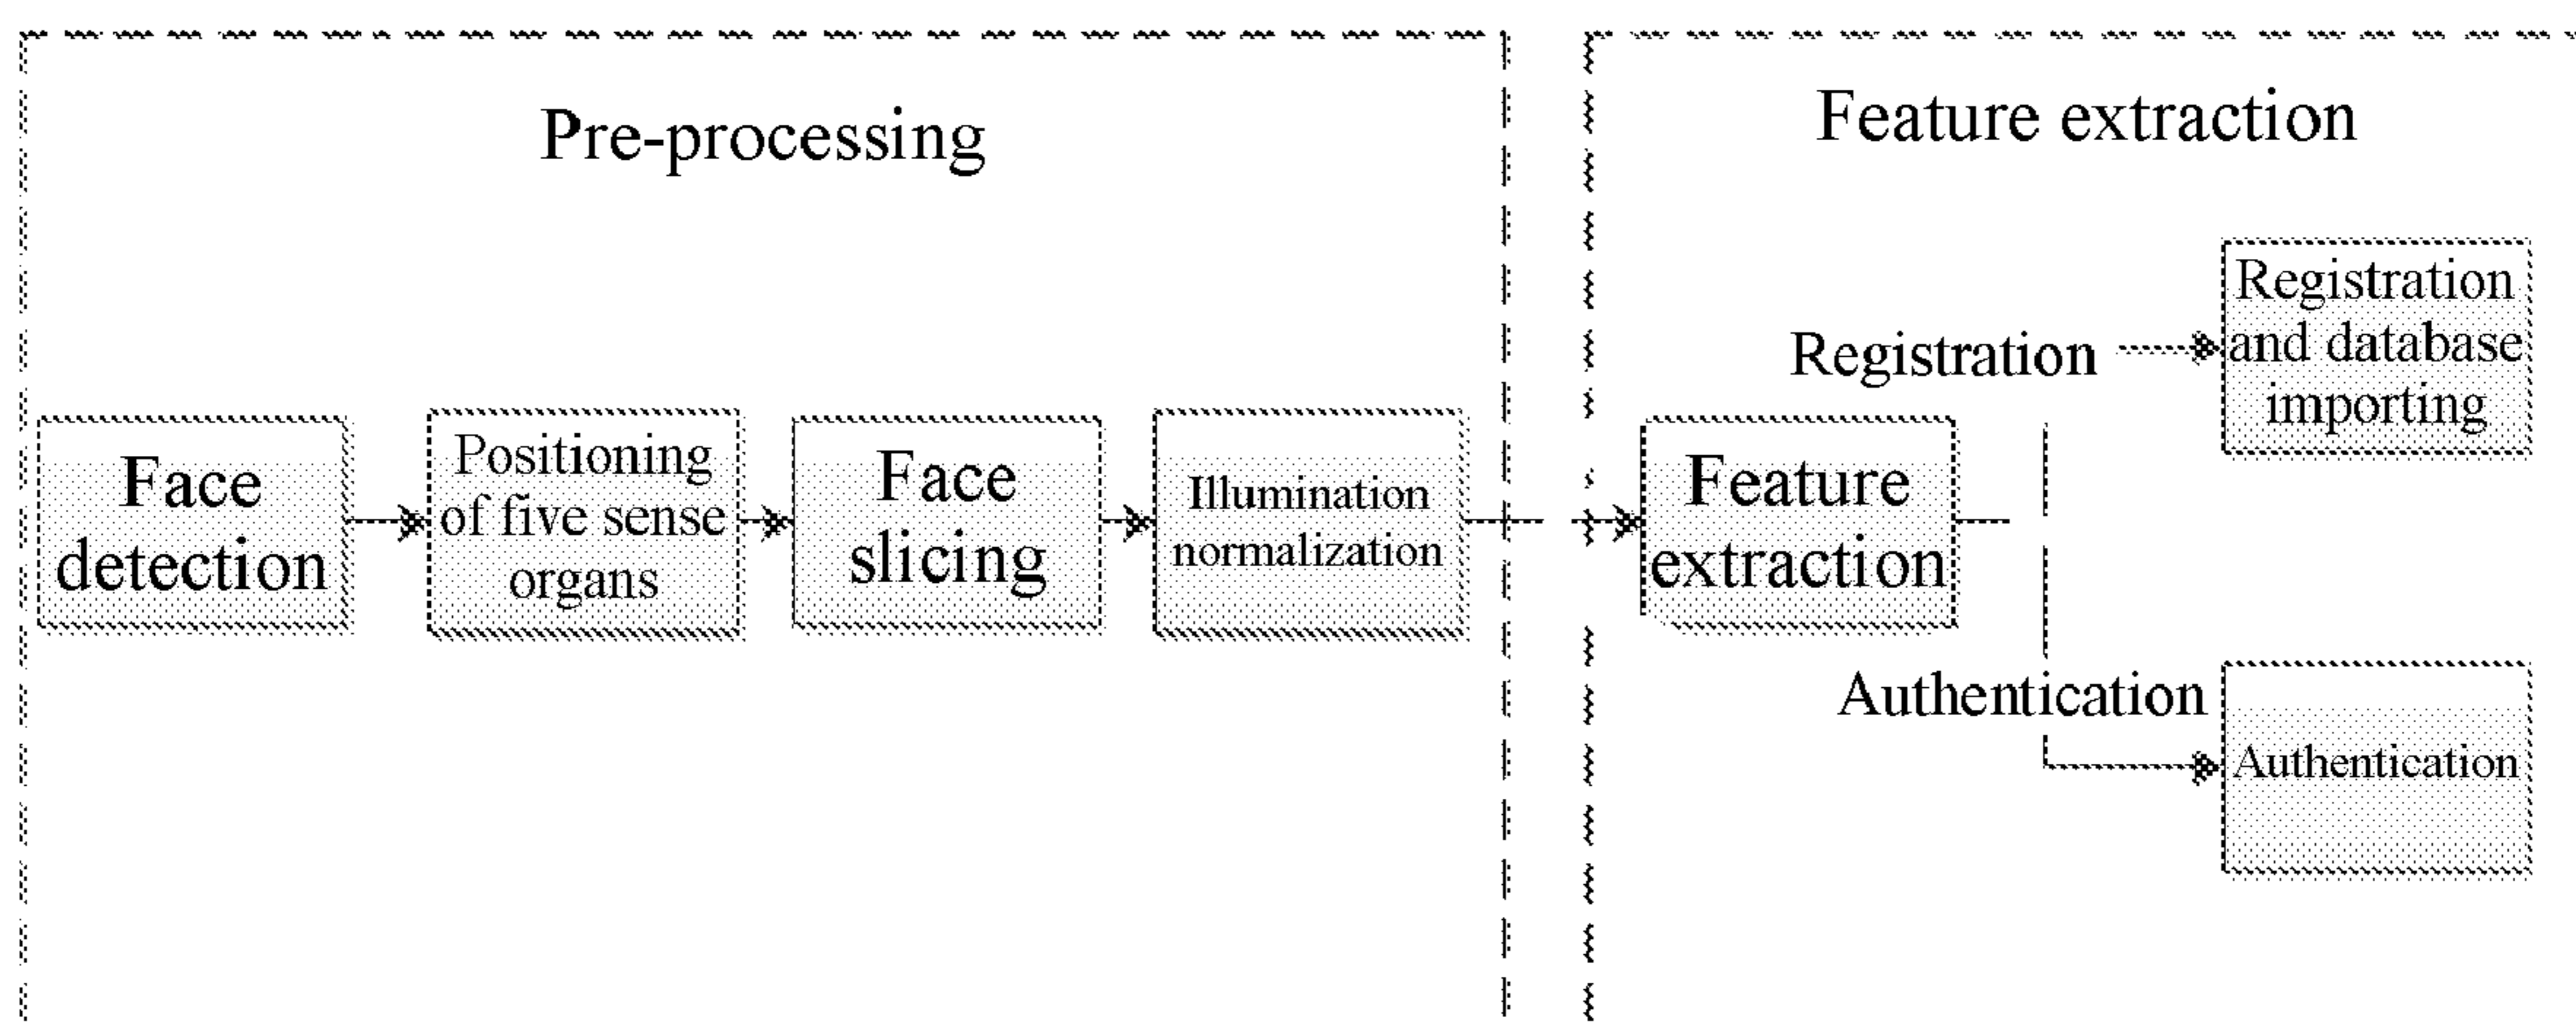 Pre-processing
Face
detection
Positioning
of five sense
organs
Face
slicing
Illumination
normalization
Feature extraction
Feature
extraction
Registration
Registration
and database
importing
Authentication
Authentication